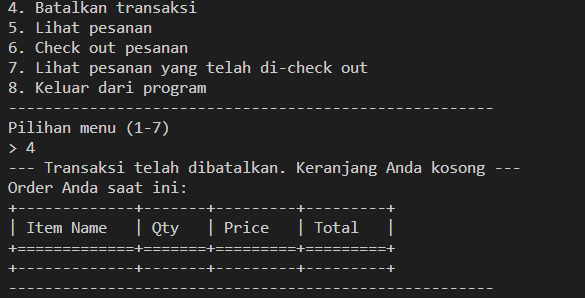 4. Batalkan transaksi
5. Lihat pesanan
6. Check out pesanan
7. Lihat pesanan yang telah di-check out
8. Keluar dari program
------------------------------------------------------
Pilihan menu (1-7)
> 4
--- Transaksi telah dibatalkan. Keranjang Anda kosong ---
Order Anda saat ini:
+-------------+-------+---------+---------+
| Item Name   | Qty   | Price   | Total   |
+=============+=======+=========+=========+
+-------------+-------+---------+---------+
------------------------------------------------------